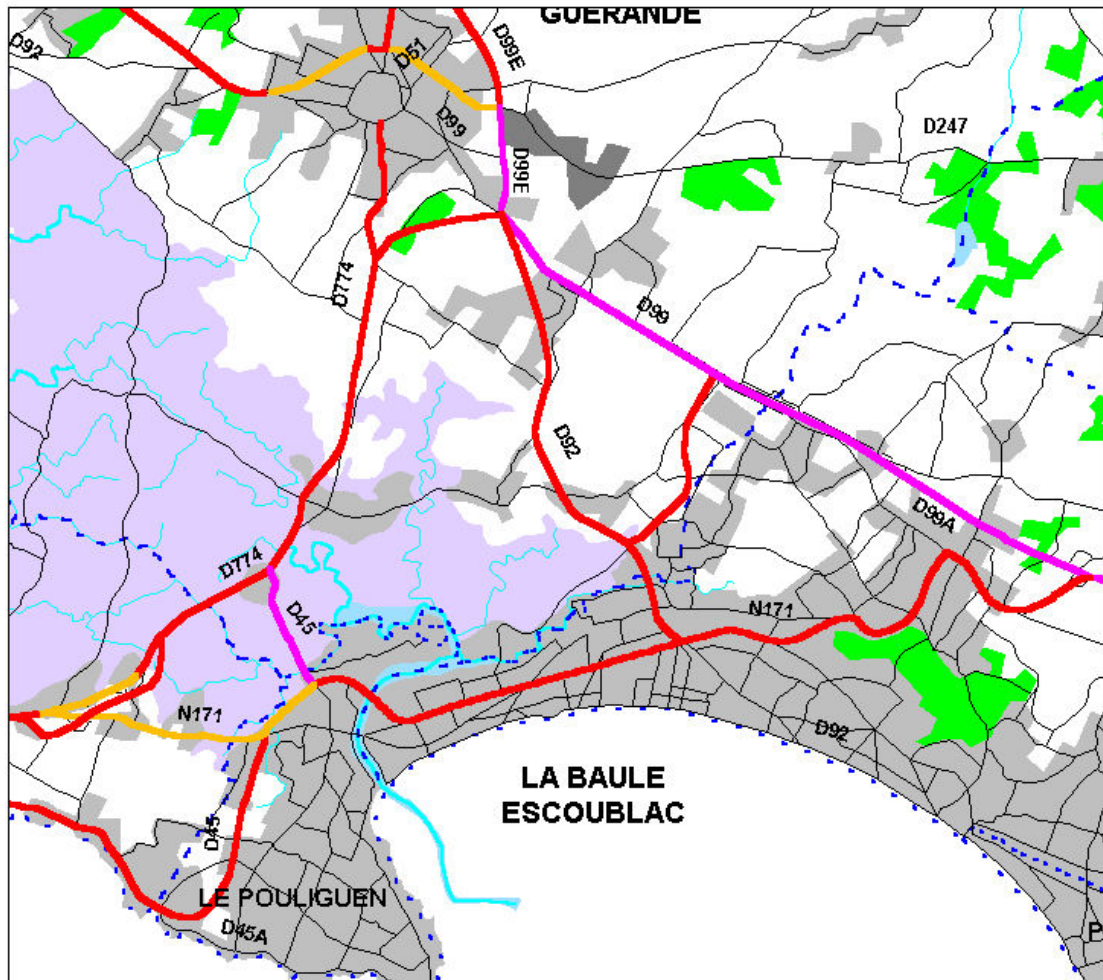 GUERANDE
D92
D51
D99E
D99
D247
D99E
D774
D99
D92
D99A
D774
D45
N171
N171
D92
LA BAULE
ESCOUBLAC
D45
LE POULIGUEN
D45A
P